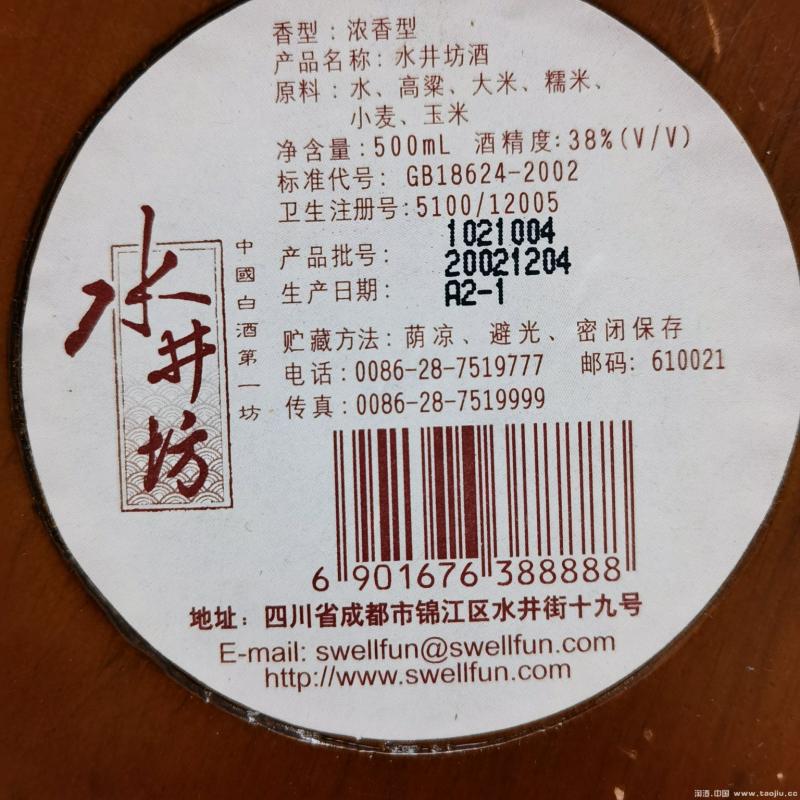 香型：浓香型
产品名称：水井坊酒
原料：水、高粱、大米、糯米、
小麦、玉米
净含量：500mL 酒精度：38%(V/V)
标准代号：GB18624-2002
卫生注册号：5100/12005
产品批号：
生产日期：
1021004
20021204
A2-1
贮藏方法：荫凉、避光、密闭保存
电话：0086-28-7519777 邮码：610021
传真：0086-28-7519999
水井坊
中國白酒第一坊
6 901676 388888
地址：四川省成都市锦江区水井街十九号
E-mail: swellfun@swellfun.com
http://www.swellfun.com
淘酒.中国 www.taojiu.cc